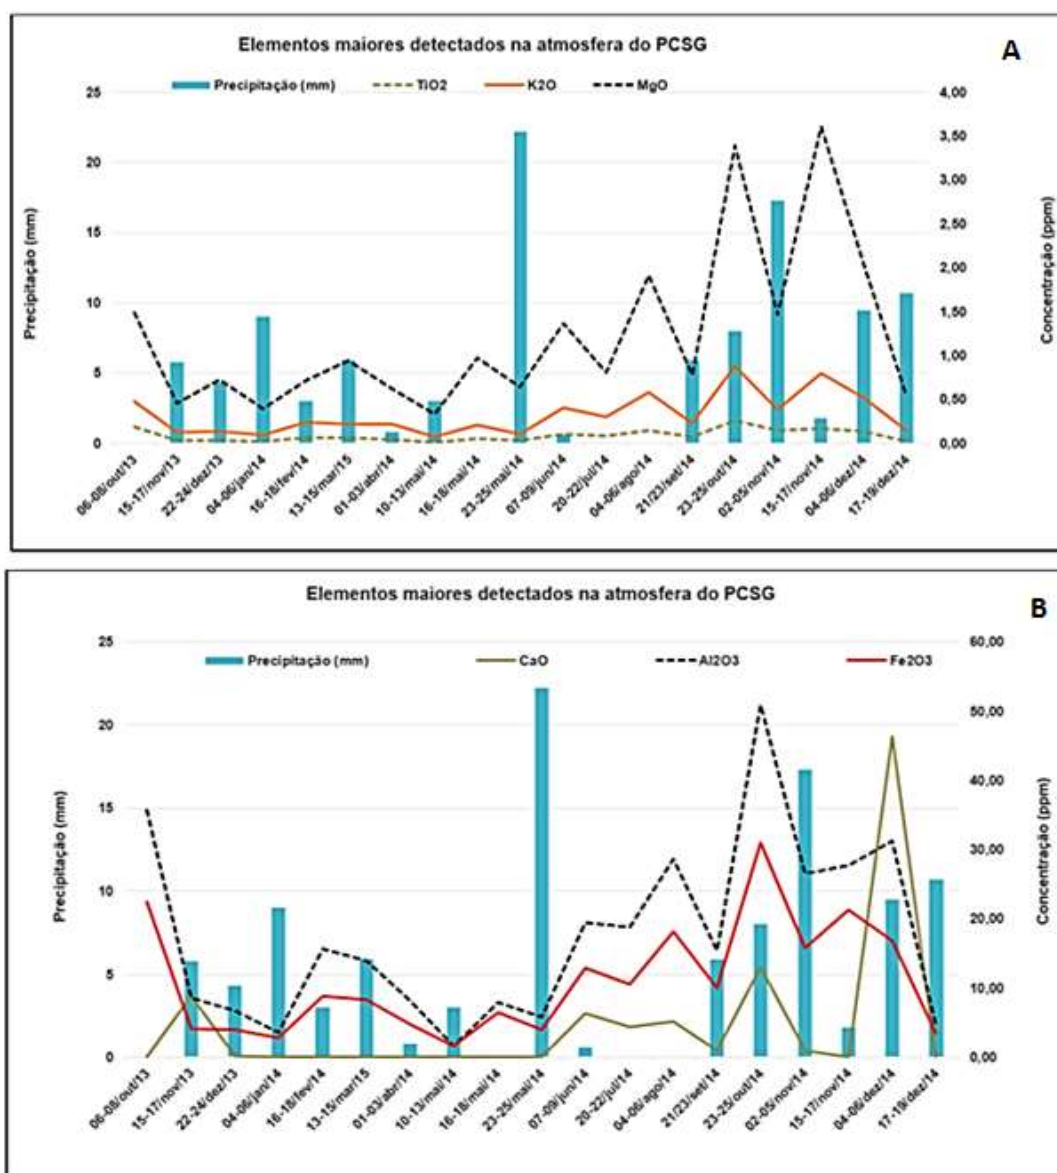 Elementos maiores detectados na atmosfera do PCSG
A
Precipitação (mm) TiO2 K2O MgO
25 4,00
3,50
20 3,00
15 2,50
2,00
10 1,50
5 1,00
0,50
0 0,00
Precipitação (mm)
Concentração (ppm)
06-08/out/13
15-17/nov/13
22-24/dez/13
04-06/jan/14
16-18/fev/14
13-15/mar/15
01-03/abr/14
10-13/mai/14
16-18/mai/14
23-25/mai/14
07-09/jun/14
20-22/jul/14
04-06/ago/14
21/23/set/14
23-25/out/14
02-05/nov/14
15-17/nov/14
04-06/dez/14
17-19/dez/14
Elementos maiores detectados na atmosfera do PCSG
B
Precipitação (mm) CaO Al2O3 Fe2O3
25 60,00
20 50,00
15 40,00
30,00
10 20,00
5 10,00
0 0,00
Precipitação (mm)
Concentração (ppm)
06-08/out/13
15-17/nov/13
22-24/dez/13
04-06/jan/14
16-18/fev/14
13-15/mar/15
01-03/abr/14
10-13/mai/14
16-18/mai/14
23-25/mai/14
07-09/jun/14
20-22/jul/14
04-06/ago/14
21/23/set/14
23-25/out/14
02-05/nov/14
15-17/nov/14
04-06/dez/14
17-19/dez/14